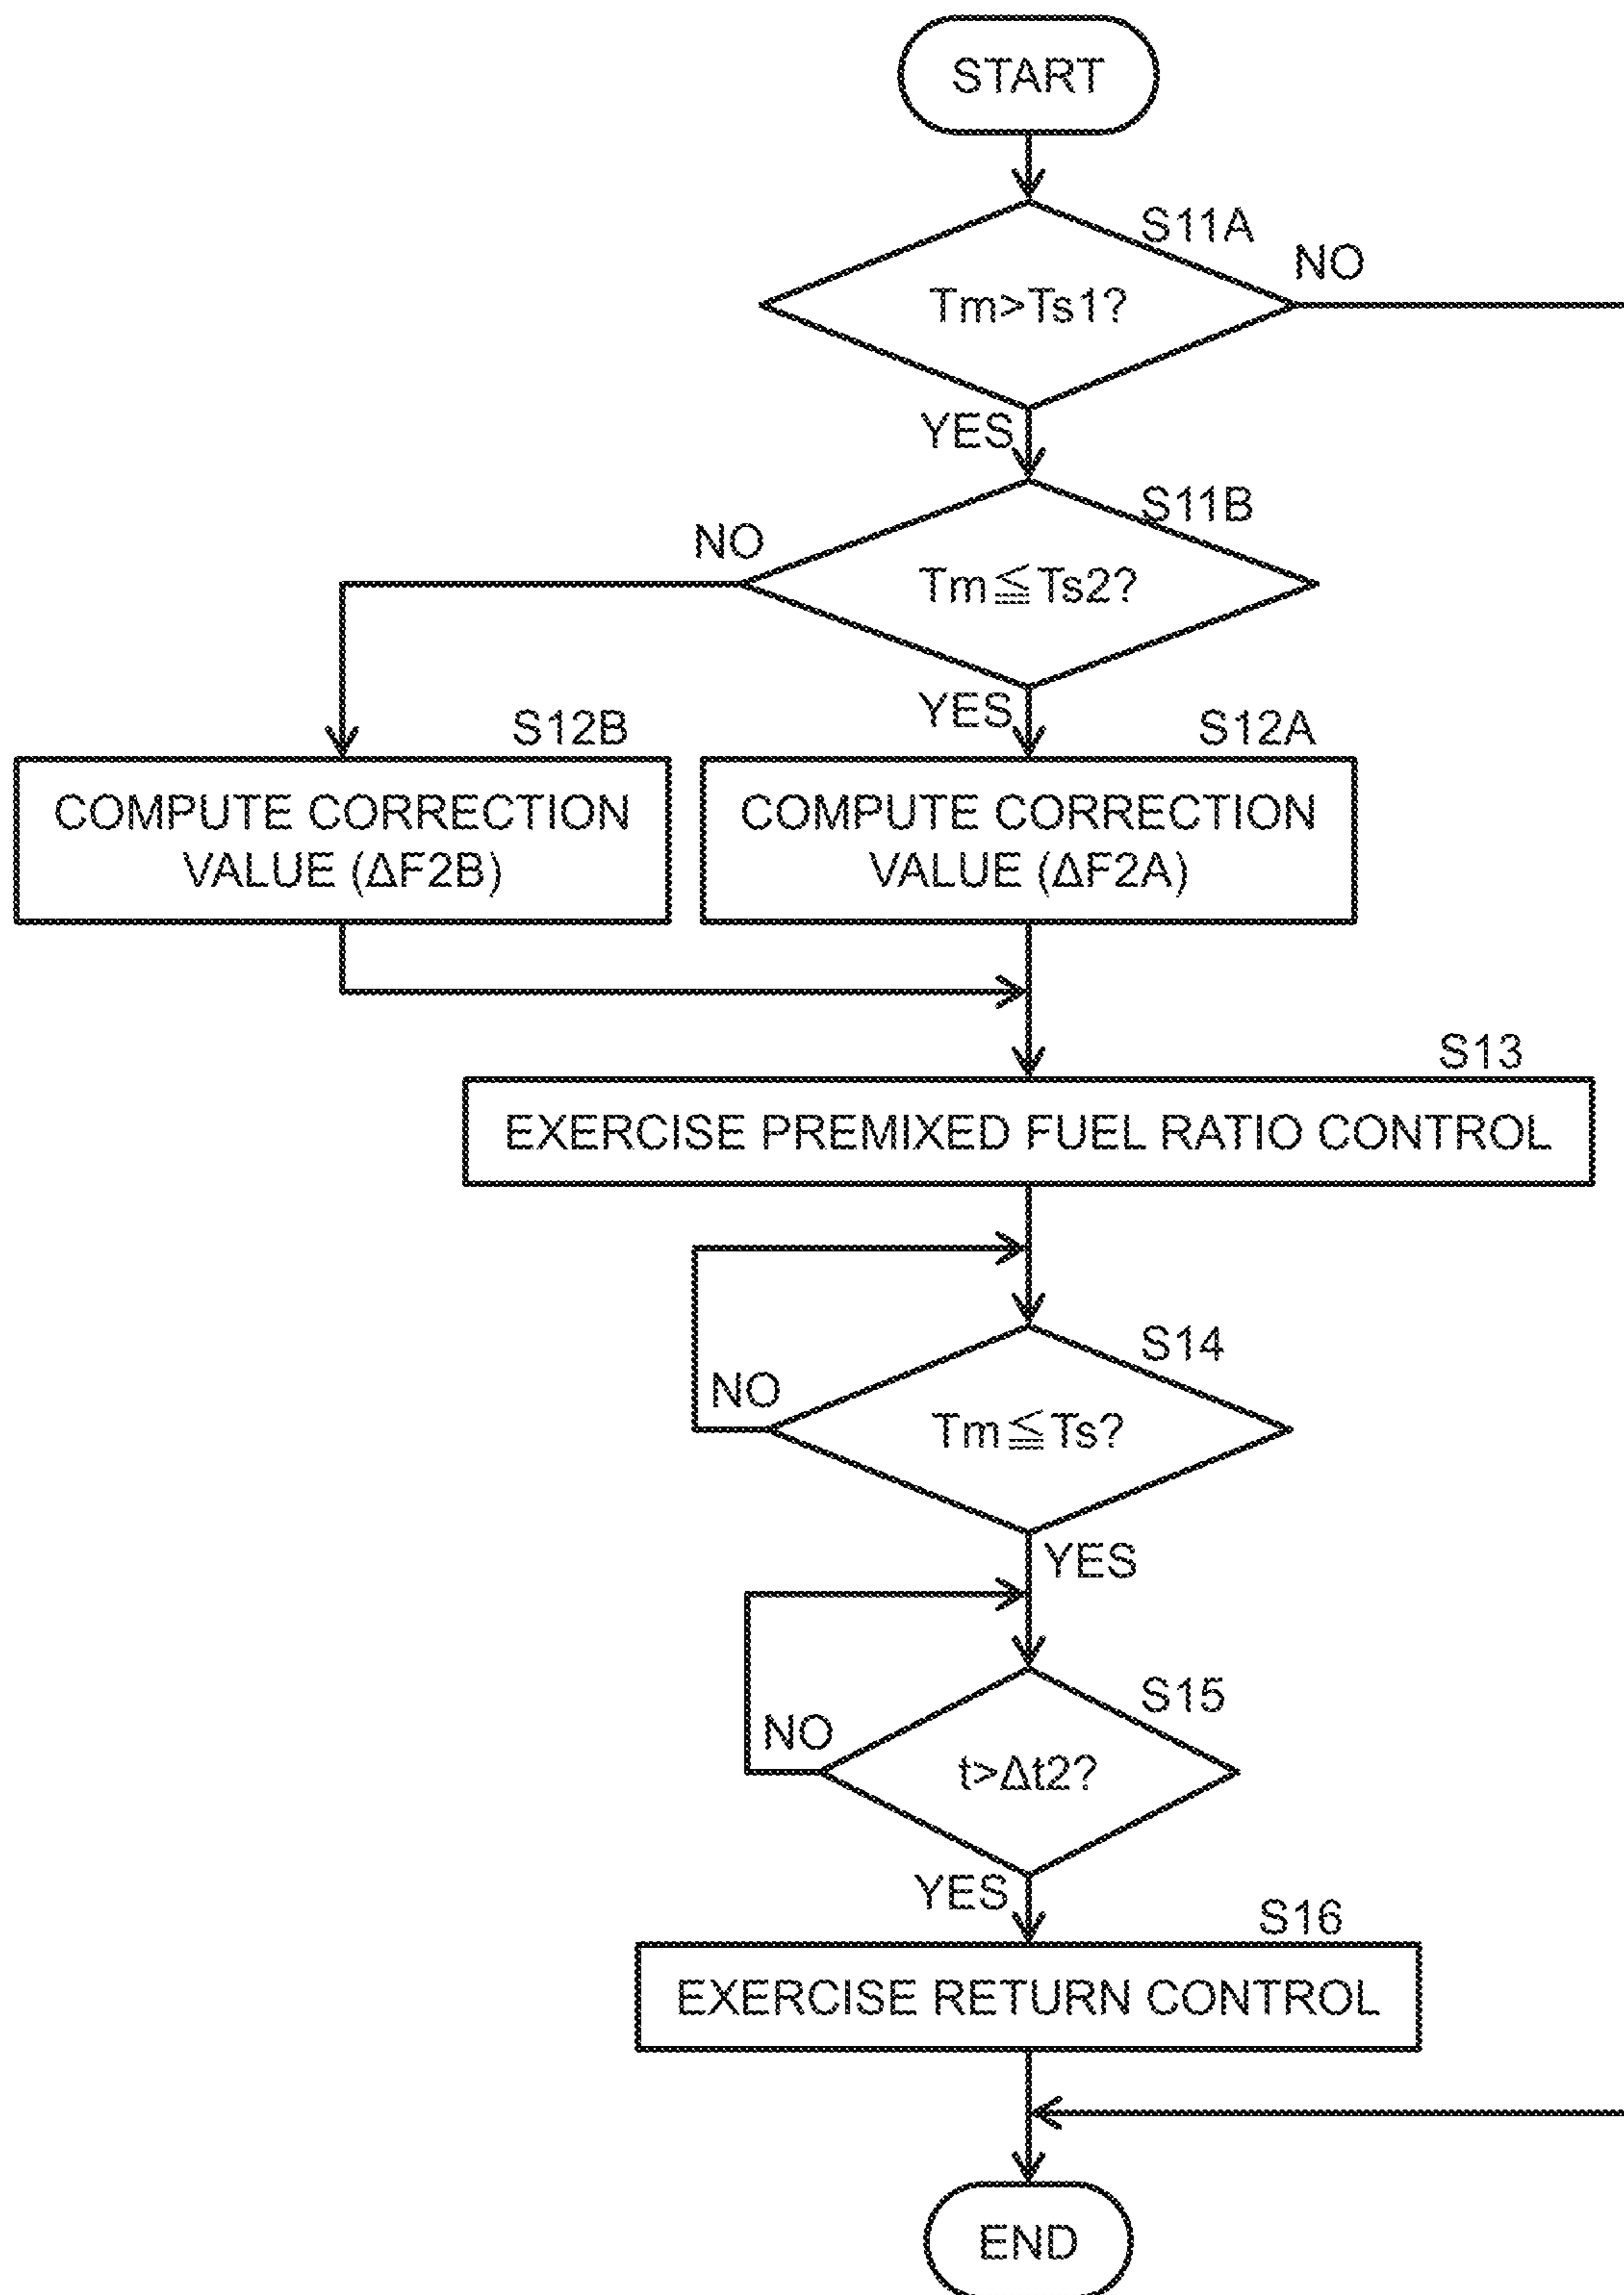 START
S11A
NO
Tm>Ts1?
YES
S11B
NO
Tm≦Ts2?
YES
S12B
S12A
COMPUTE CORRECTION
VALUE (ΔF2B)
COMPUTE CORRECTION
VALUE (ΔF2A)
S13
EXERCISE PREMIXED FUEL RATIO CONTROL
S14
NO
Tm≦Ts?
YES
S15
NO
t>Δt2?
YES
S16
EXERCISE RETURN CONTROL
END